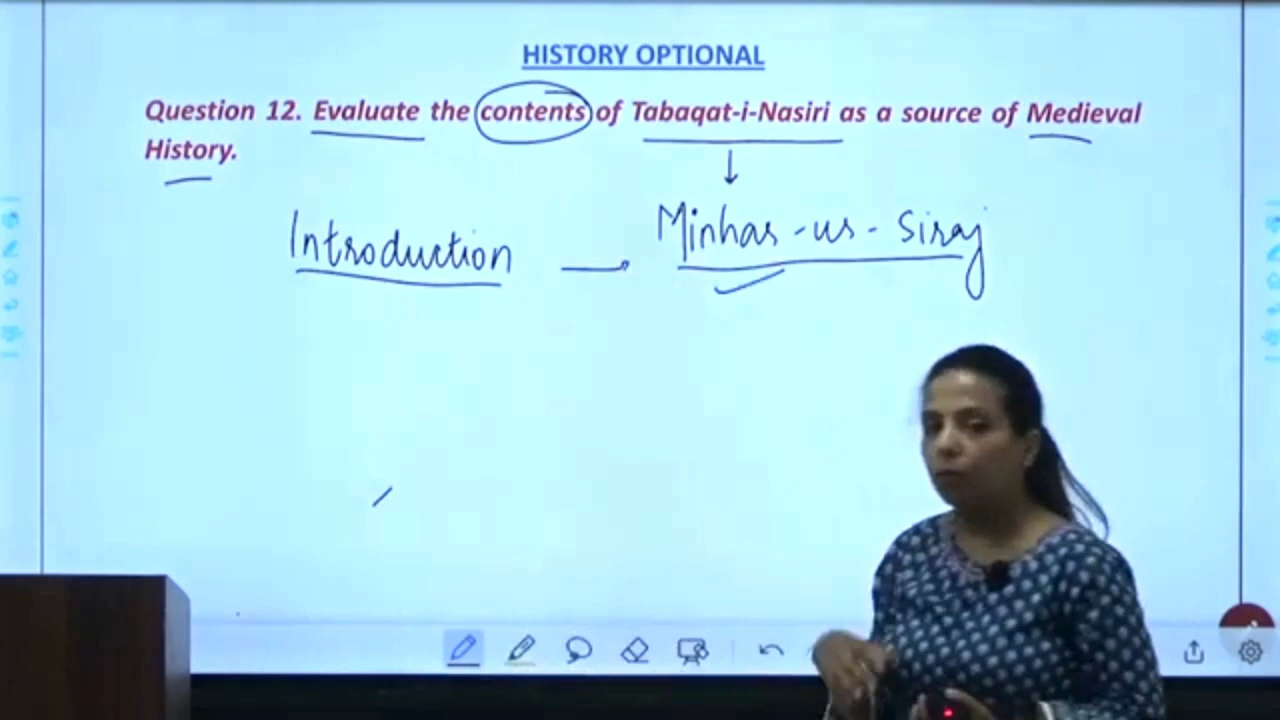 HISTORY OPTIONAL
Question 12. Evaluate the contents of Tabaqat-i-Nasiri as a source of Medieval
History.
Introduction Minhas-us-Siraj